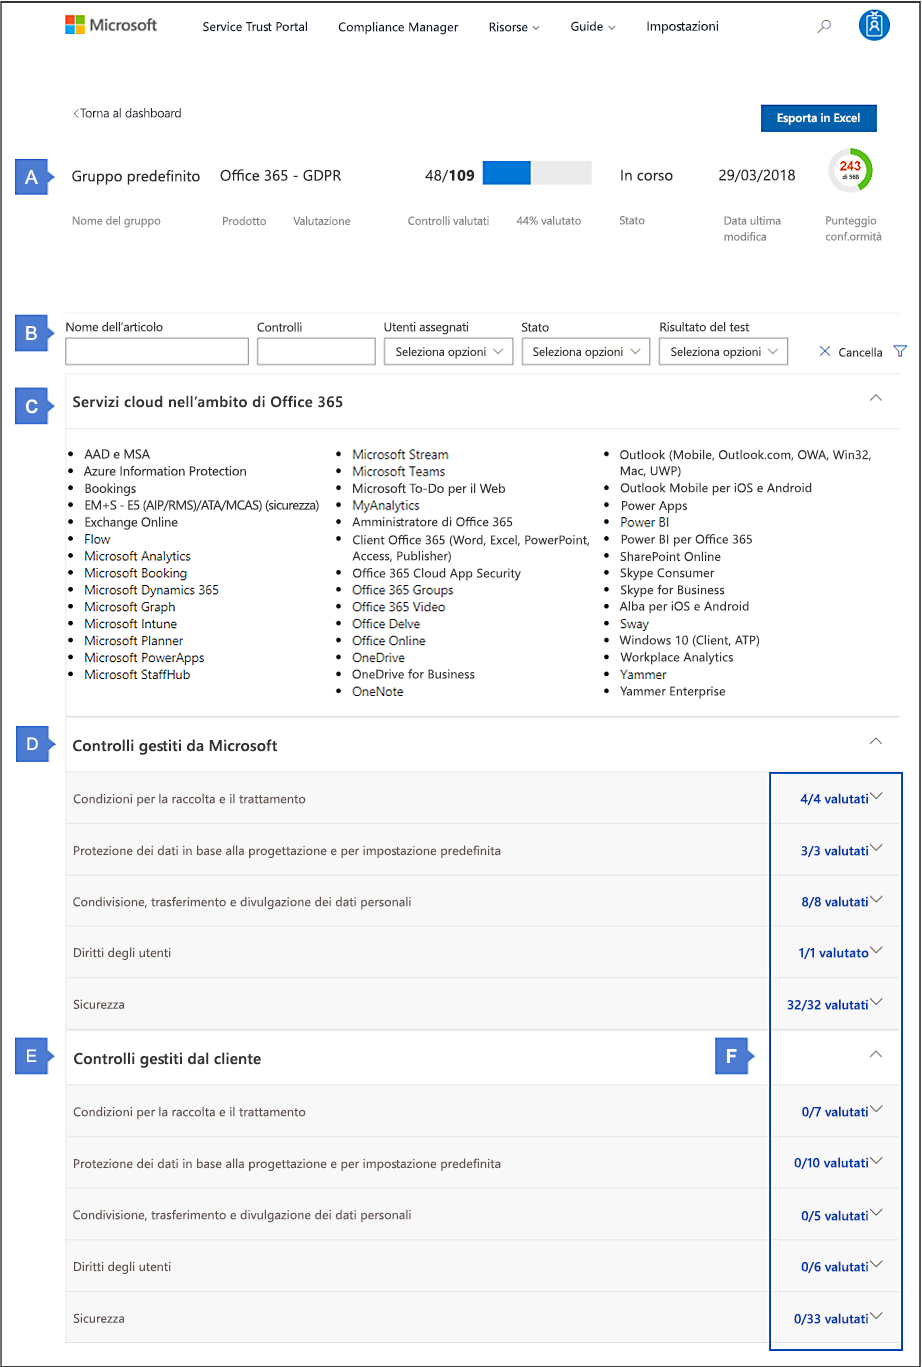 Microsoft
Service Trust Portal
Compliance Manager
Risorse
Guide
Impostazioni
Torna al dashboard
Esporta in Excel
A
Gruppo predefinito
Office 365 - GDPR
48/109
In corso
29/03/2018
243
di 568
Nome del gruppo
Prodotto
Valutazione
Controlli valutati
44% valutato
Stato
Data ultima
modifica
Punteggio
conf.ormità
B
Nome dell'articolo
Controlli
Utenti assegnati
Stato
Risultato del test
Seleziona opzioni
Seleziona opzioni
Seleziona opzioni
Cancella
C
Servizi cloud nell'ambito di Office 365
• AAD e MSA
• Azure Information Protection
• Bookings
• EM+S - E5 (AIP/RMS)/ATA/MCAS) (sicurezza)
• Exchange Online
• Flow
• Microsoft Analytics
• Microsoft Booking
• Microsoft Dynamics 365
• Microsoft Graph
• Microsoft Intune
• Microsoft Planner
• Microsoft PowerApps
• Microsoft StaffHub
• Microsoft Stream
• Microsoft Teams
• Microsoft To-Do per il Web
• MyAnalytics
• Amministratore di Office 365
• Client Office 365 (Word, Excel, PowerPoint,
Access, Publisher)
• Office 365 Cloud App Security
• Office 365 Groups
• Office 365 Video
• Office Delve
• Office Online
• OneDrive
• OneDrive for Business
• OneNote
• Outlook (Mobile, Outlook.com, OWA, Win32,
Mac, UWP)
• Outlook Mobile per iOS e Android
• Power Apps
• Power BI
• Power BI per Office 365
• SharePoint Online
• Skype Consumer
• Skype for Business
• Alba per iOS e Android
• Sway
• Windows 10 (Client, ATP)
• Workplace Analytics
• Yammer
• Yammer Enterprise
D
Controlli gestiti da Microsoft
Condizioni per la raccolta e il trattamento
4/4 valutati
Protezione dei dati in base alla progettazione e per impostazione predefinita
3/3 valutati
Condivisione, trasferimento e divulgazione dei dati personali
8/8 valutati
Diritti degli utenti
1/1 valutato
Sicurezza
32/32 valutati
E
Controlli gestiti dal cliente
F
Condizioni per la raccolta e il trattamento
0/7 valutati
Protezione dei dati in base alla progettazione e per impostazione predefinita
0/10 valutati
Condivisione, trasferimento e divulgazione dei dati personali
0/5 valutati
Diritti degli utenti
0/6 valutati
Sicurezza
0/33 valutati